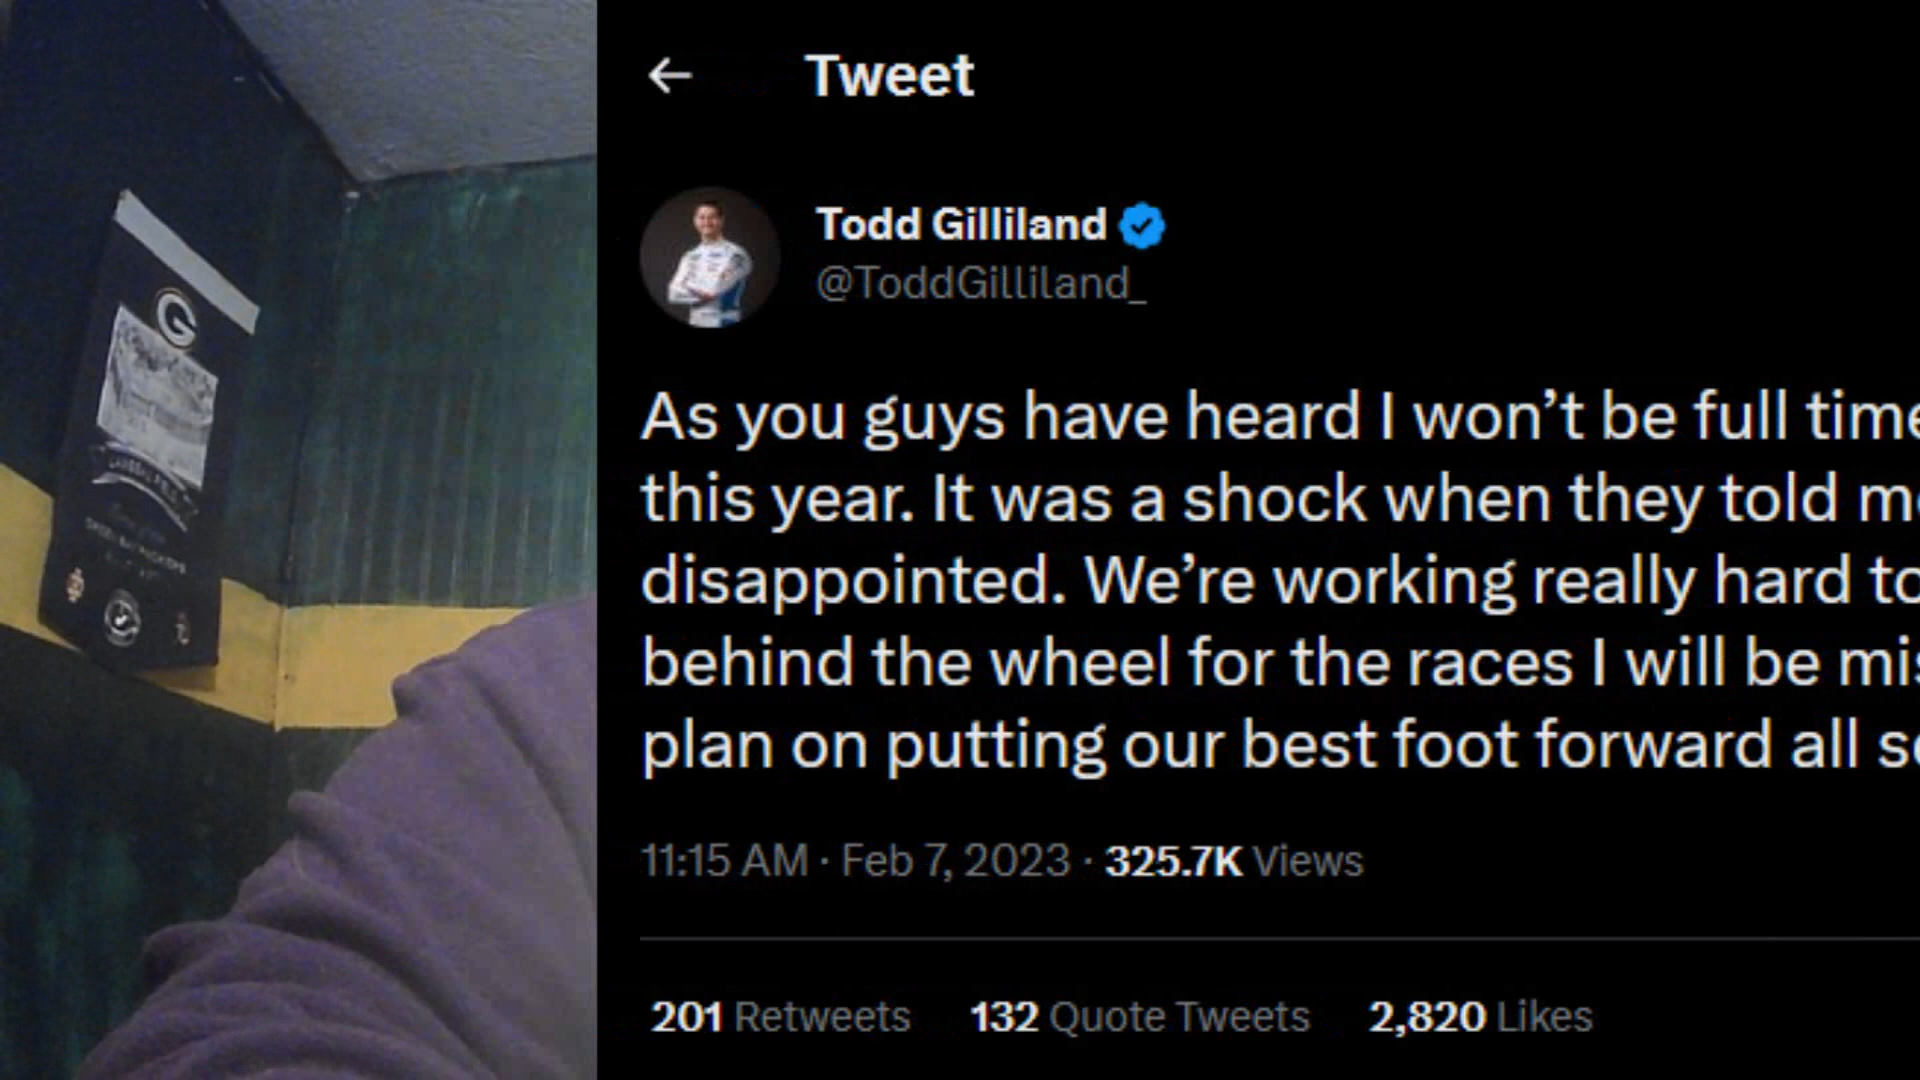 Tweet
Todd Gilliland
@ToddGilliland_
As you guys have heard I won’t be full time
this year. It was a shock when they told
disappointed. We’re working really hard to
behind the wheel for the races I will be
plan on putting our best foot forward all
11:15 AM · Feb 7, 2023 · 325.7K Views
201 Retweets 132 Quote Tweets 2,820 Likes
G